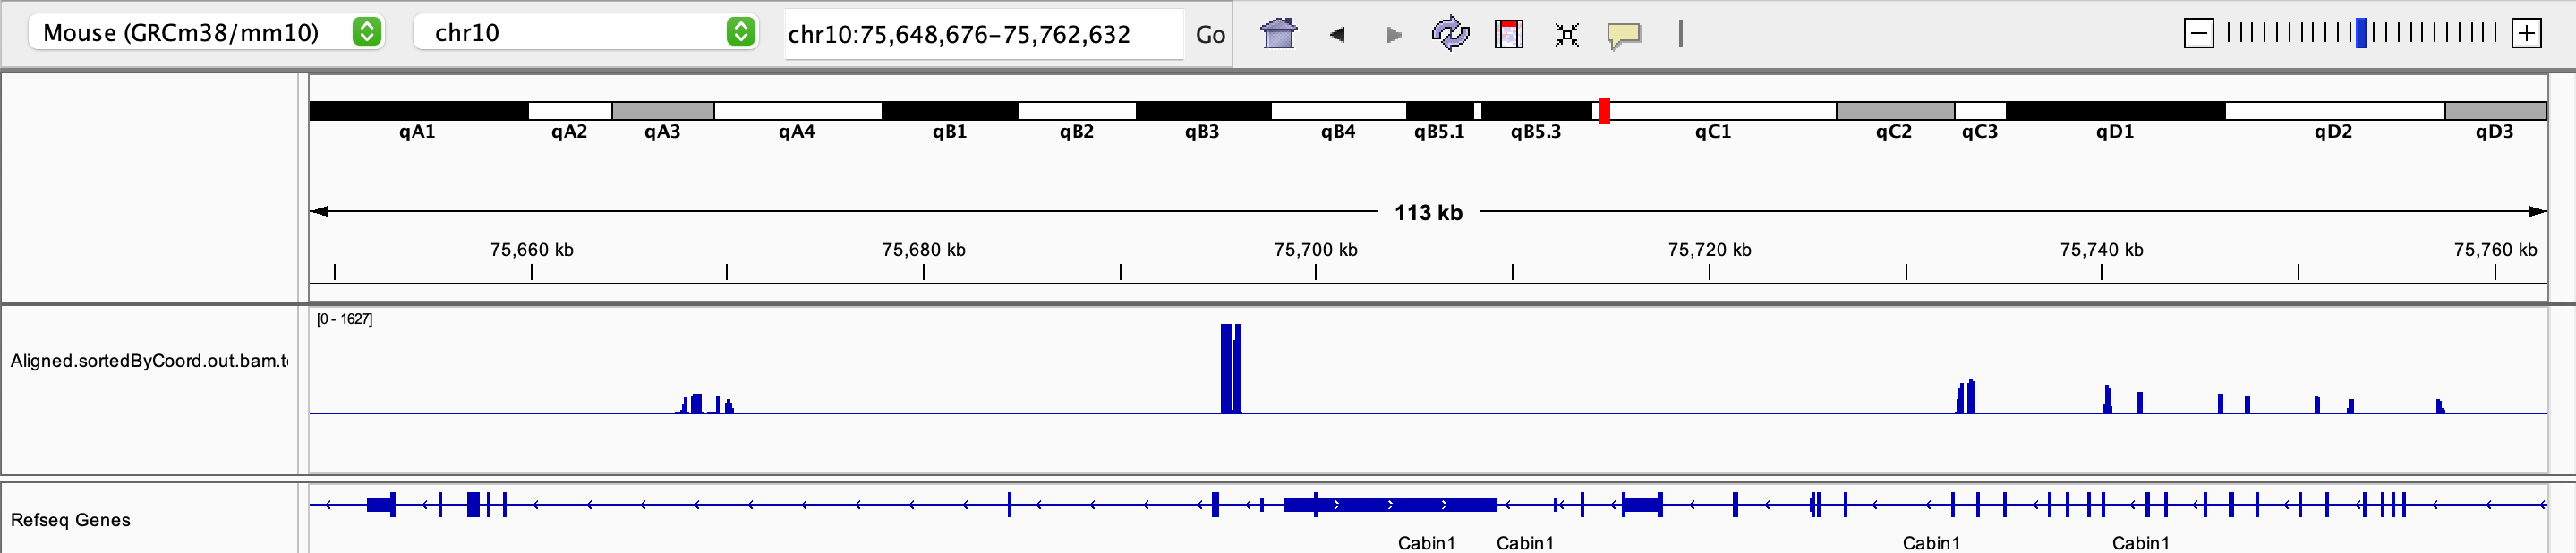 Mouse (GRCm38/mm10) chr10 chr10:75,648,676-75,762,632 Go
qA1 qA2 qA3 qA4 qB1 qB2 qB3 qB4 qB5.1 qB5.3 qC1 qC2 qC3 qD1 qD2 qD3
113 kb
75,660 kb 75,680 kb 75,700 kb 75,720 kb 75,740 kb 75,760 kb
[0 - 1627]
Aligned.sortedByCoord.out.bam.t
Refseq Genes
Cabin1 Cabin1 Cabin1 Cabin1